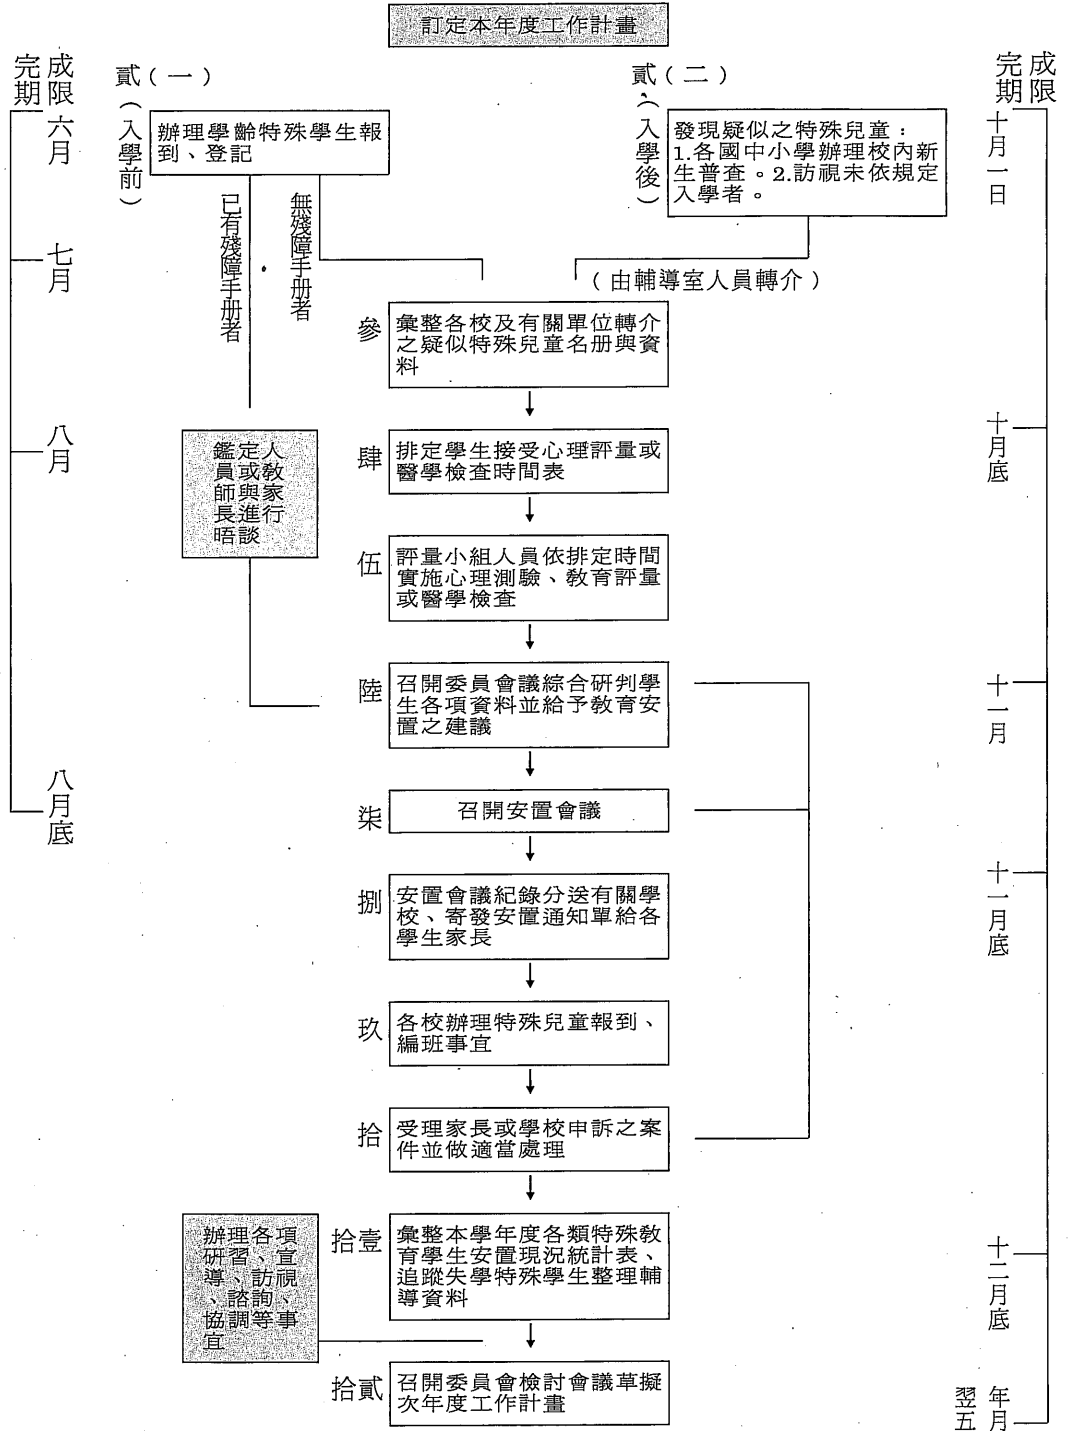 訂定本年度工作計畫
完成
期限
六月
七月
八月
八月底
貳(一)
(入學前)
辦理學齡特殊學生報
到、登記
已有殘障手册者
無殘障手册者
貳(二)
(入學後)
發現疑似之特殊兒童：
1.各國中小學辦理校內新
生普查。2.訪視未依規定
入學者。
(由輔導室人員轉介)
參
彙整各校及有關單位轉介
之疑似特殊兒童名册與資
料
肆
排定學生接受心理評量或
醫學檢查時間表
鑑定人
員或教
師與家
長進行
晤談
伍
評量小組人員依排定時間
實施心理測驗、教育評量
或醫學檢查
陸
召開委員會議綜合研判學
生各項資料並給予教育安
置之建議
柒
召開安置會議
捌
安置會議紀錄分送有關學
校、寄發安置通知單給各
學生家長
玖
各校辦理特殊兒童報到、
編班事宜
拾
受理家長或學校申訴之案
件並做適當處理
拾壹
彙整本學年度各類特殊教
育學生安置現況統計表、
追蹤失學特殊學生整理輔
導資料
辦理各項
研習、宣
導、訪視
、諮詢、
協調等事
宜
拾貳
召開委員會檢討會議草擬
次年度工作計畫
完成
期限
十月一日
十月底
十一月
十一月底
十二月底
翌年
五月